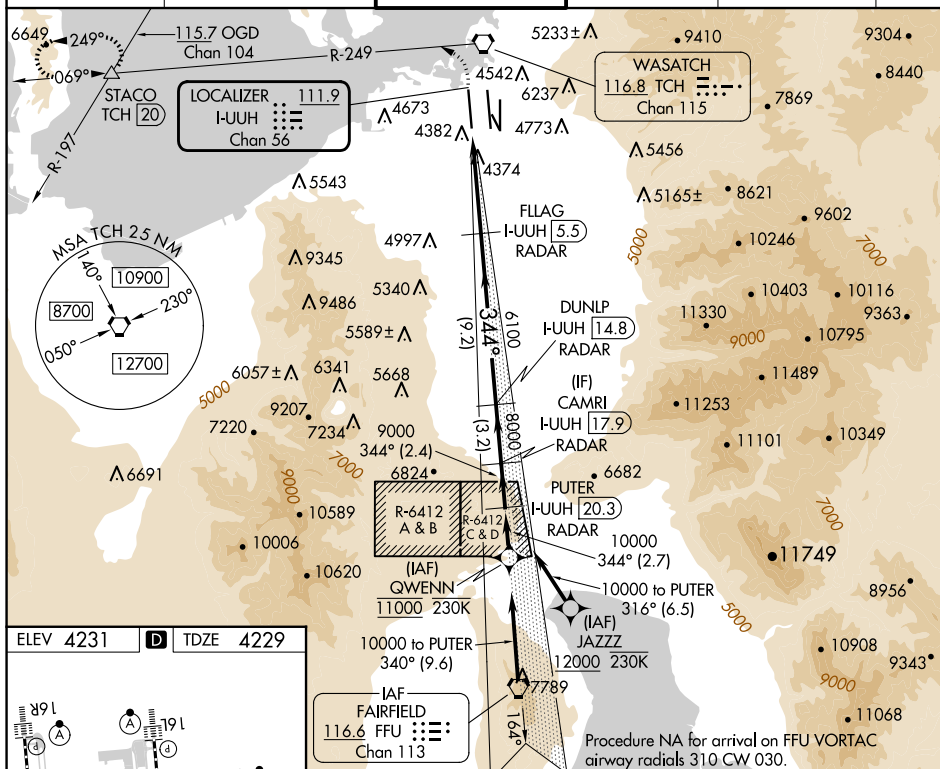 6649
249°
069°
115.7 OGD
Chan 104
R-249
5233±
9410
9304
8440
WASATCH
116.8 TCH
Chan 115
STACO
TCH 20
LOCALIZER 111.9
I-UUH
Chan 56
4542
6237
4673
4382
4773
7869
R-197
4374
5456
5543
5165±
8621
FLLAG
I-UUH 5.5
RADAR
9602
MSA TCH 25 NM
140°
10900
8700
230°
050°
12700
4997
5000
10246
7000
9345
5340
9486
344°
6100
(9.2)
10403
10116
DUNLP
I-UUH 14.8
RADAR
11330
9363
5589±
9000
10795
6057±
6341
5668
(IF)
CAMRI
I-UUH 17.9
RADAR
11489
5000
9207
7220
7234
9000
344° (2.4)
(3.2)
8000
11253
11101
10349
7000
6824
6682
6691
9000
R-6412
A & B
R-6412
C & D
PUTER
I-UUH 20.3
RADAR
10589
7000
10006
10000
344° (2.7)
11749
10620
(IAF)
QWENN
11000 230K
10000 to PUTER
316° (6.5)
8956
(IAF)
JAZZZ
12000 230K
5000
ELEV 4231 D TDZE 4229
10000 to PUTER
340° (9.6)
10908
9343
9000
7789
IAF
FAIRFIELD
116.6 FFU
Chan 113
164°
11068
16R
A
P
A
16L
P
Procedure NA for arrival on FFU VORTAC
airway radials 310 CW 030.